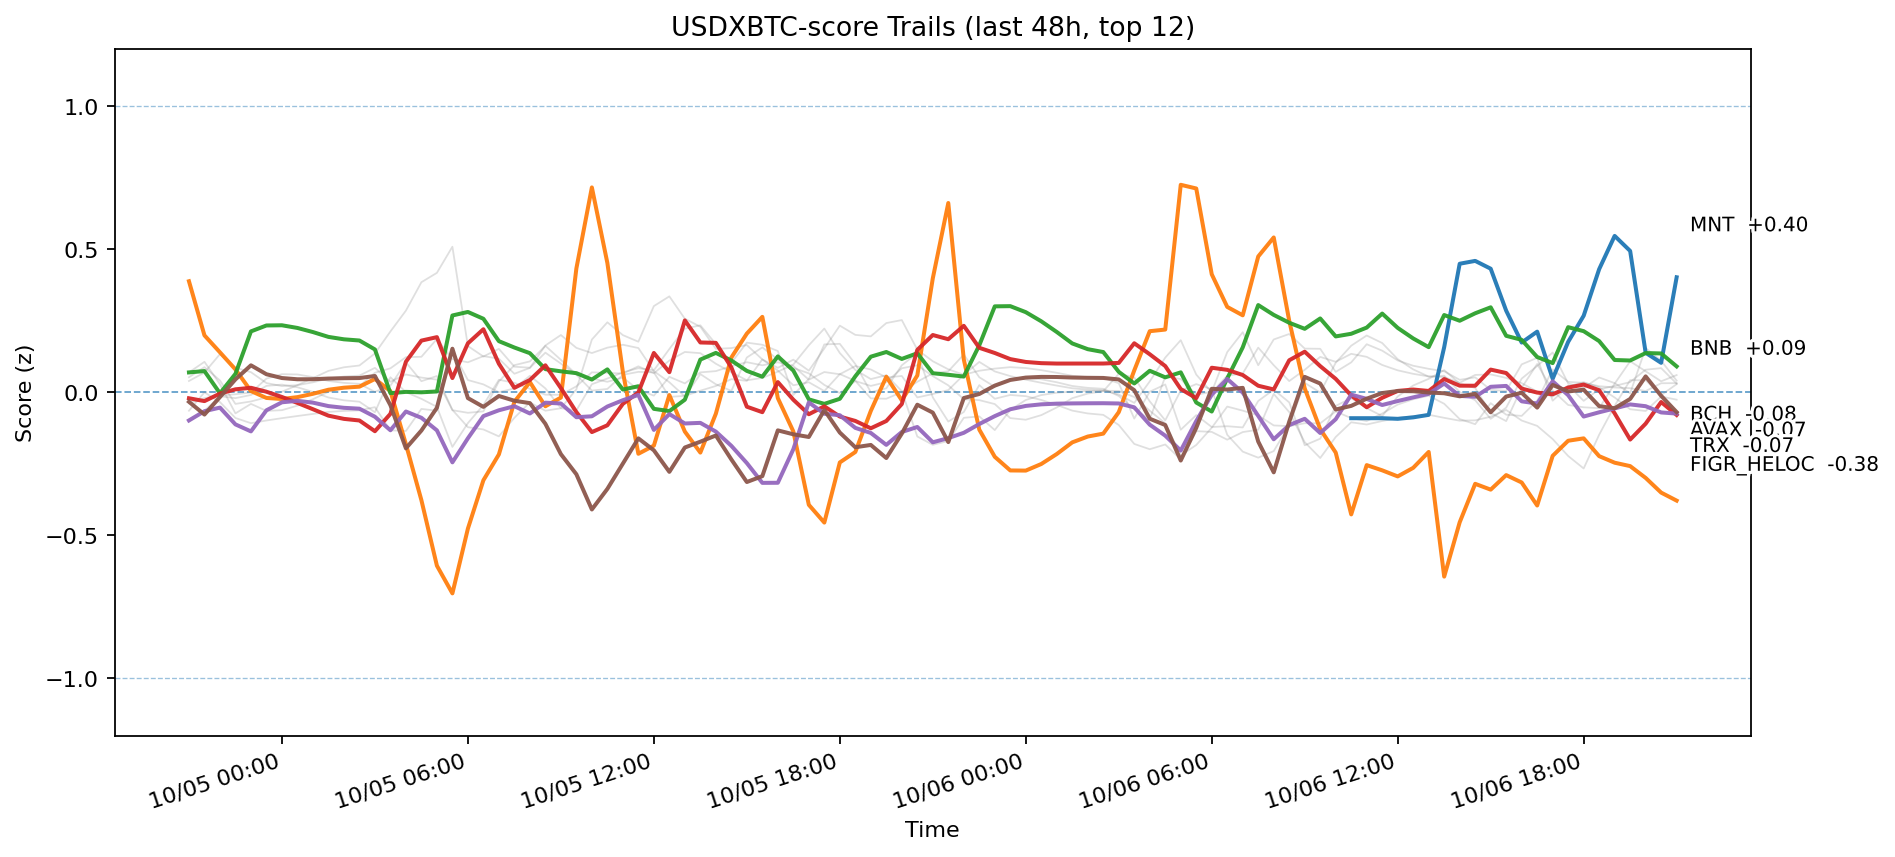 USDXBTC-score Trails (last 48h, top 12)
Score (z)
1.0
0.5
0.0
−0.5
−1.0
MNT +0.40
BNB +0.09
BCH -0.08
AVAX -0.07
TRX -0.07
FIGR_HELOC -0.38
10/05 00:00
10/05 06:00
10/05 12:00
10/05 18:00
10/06 00:00
10/06 06:00
10/06 12:00
10/06 18:00
Time